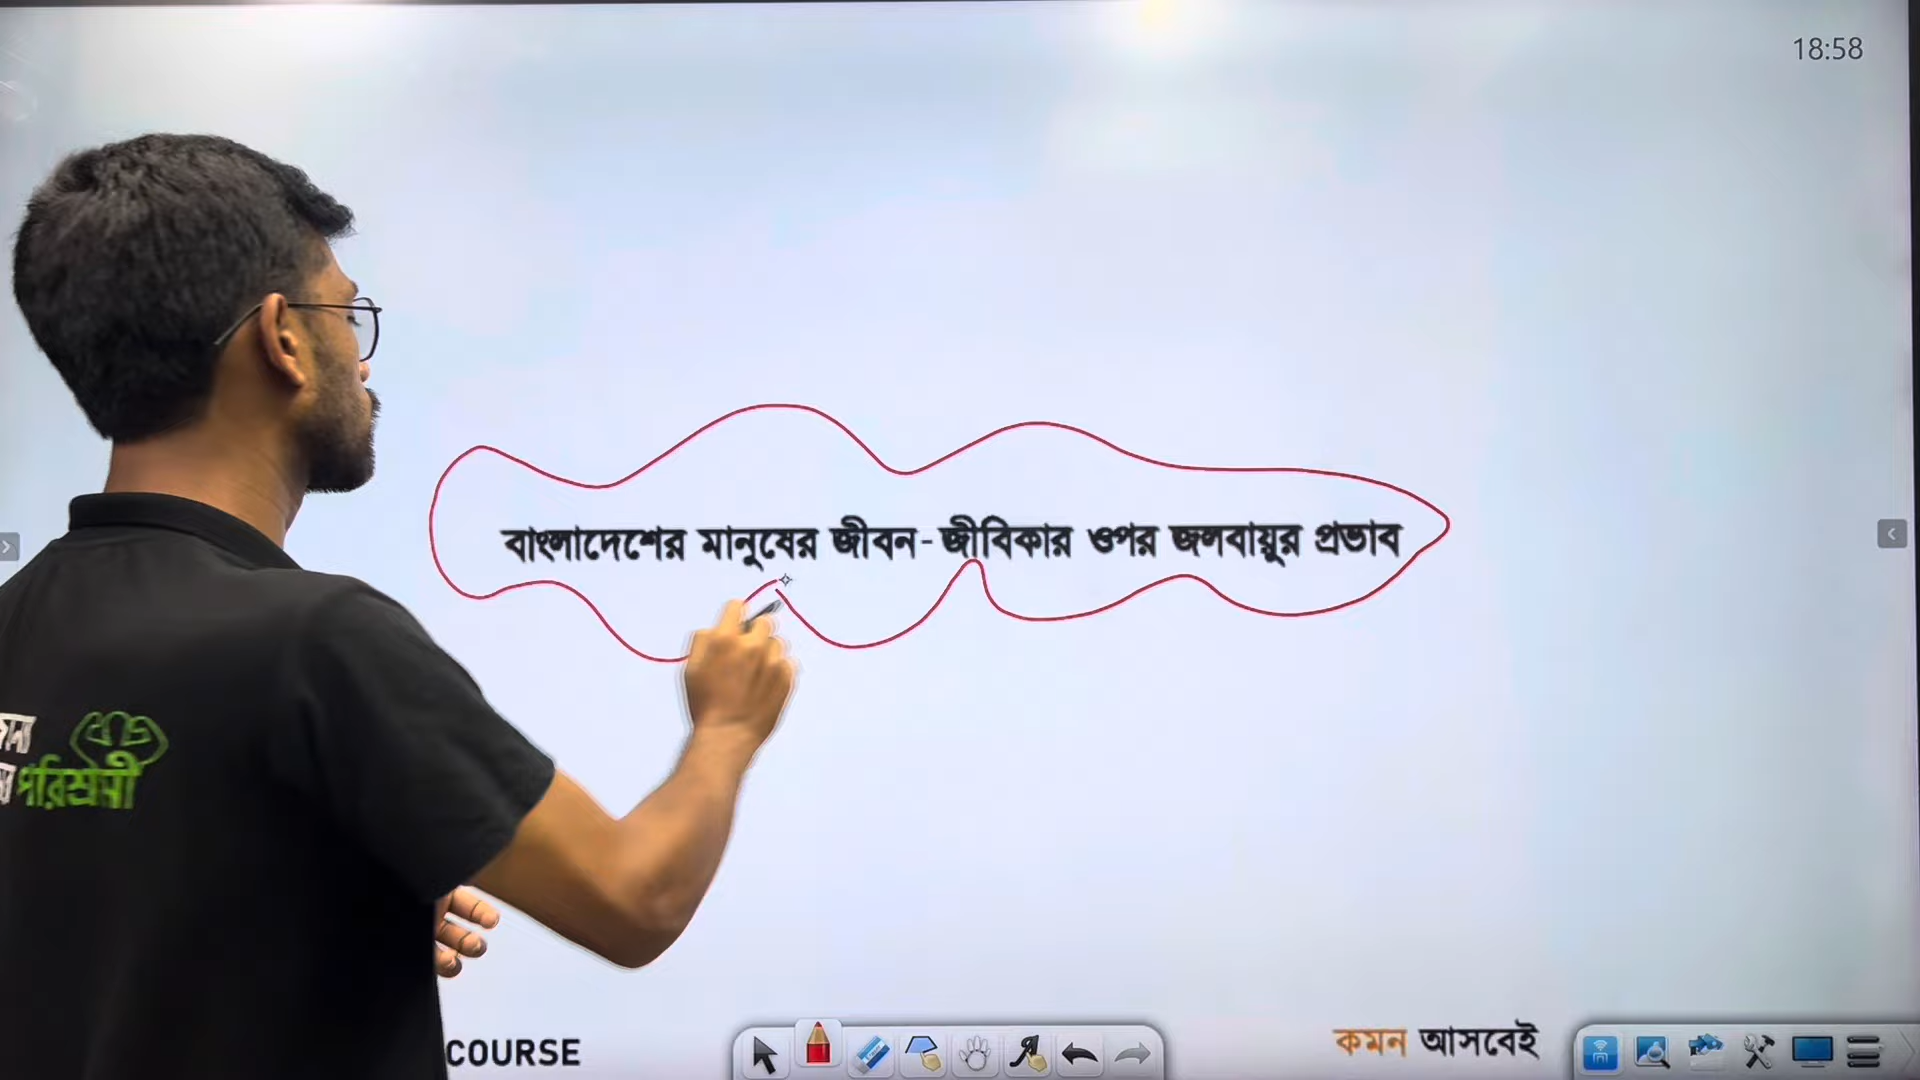 18:58
বাংলাদেশের মানুষের জীবন-জীবিকার ওপর জলবায়ুর প্রভাব
পরিশ্রমী
COURSE
কমন আসবেই